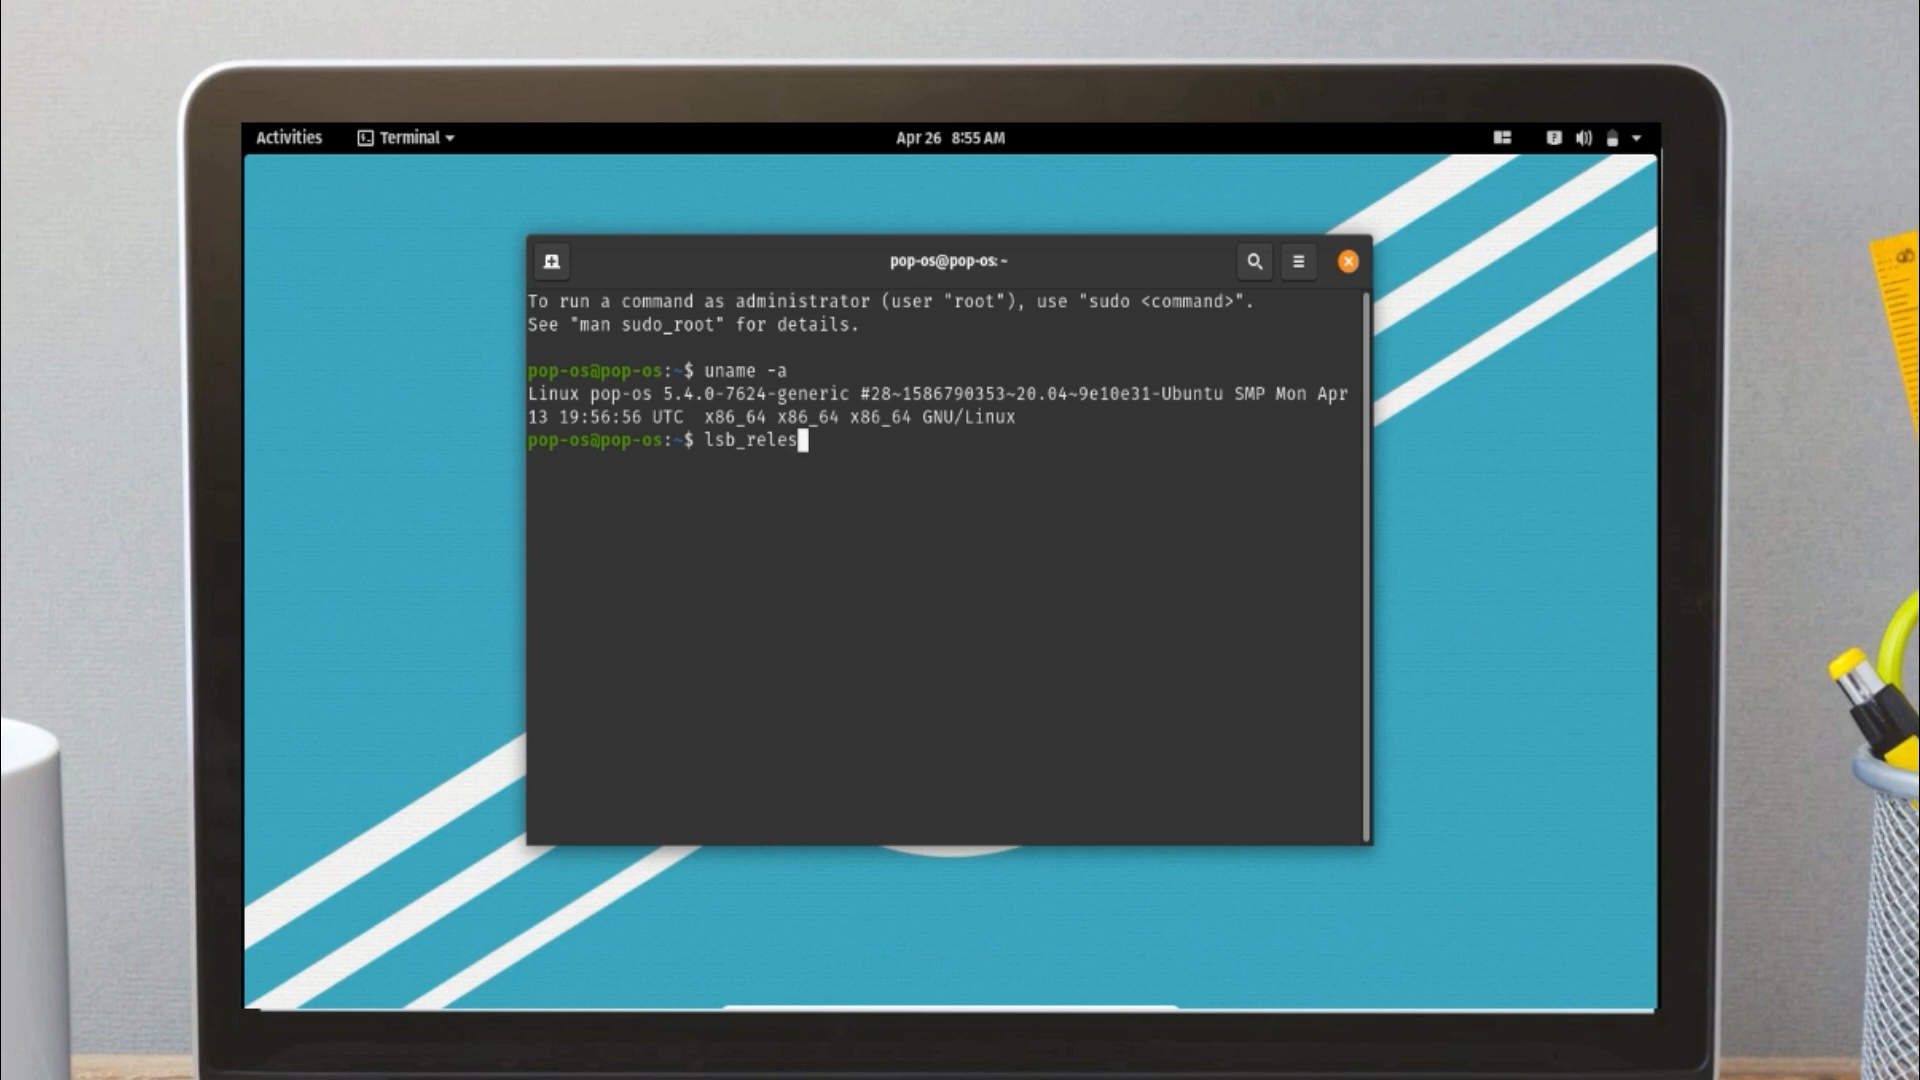 Activities Terminal Apr 26 8:55 AM
pop-os@pop-os: ~
To run a command as administrator (user "root"), use "sudo <command>".
See "man sudo_root" for details.
pop-os@pop-os:~$ uname -a
Linux pop-os 5.4.0-7624-generic #28~1586790353~20.04~9e10e31-Ubuntu SMP Mon Apr
13 19:56:56 UTC  x86_64 x86_64 x86_64 GNU/Linux
pop-os@pop-os:~$ lsb_reles